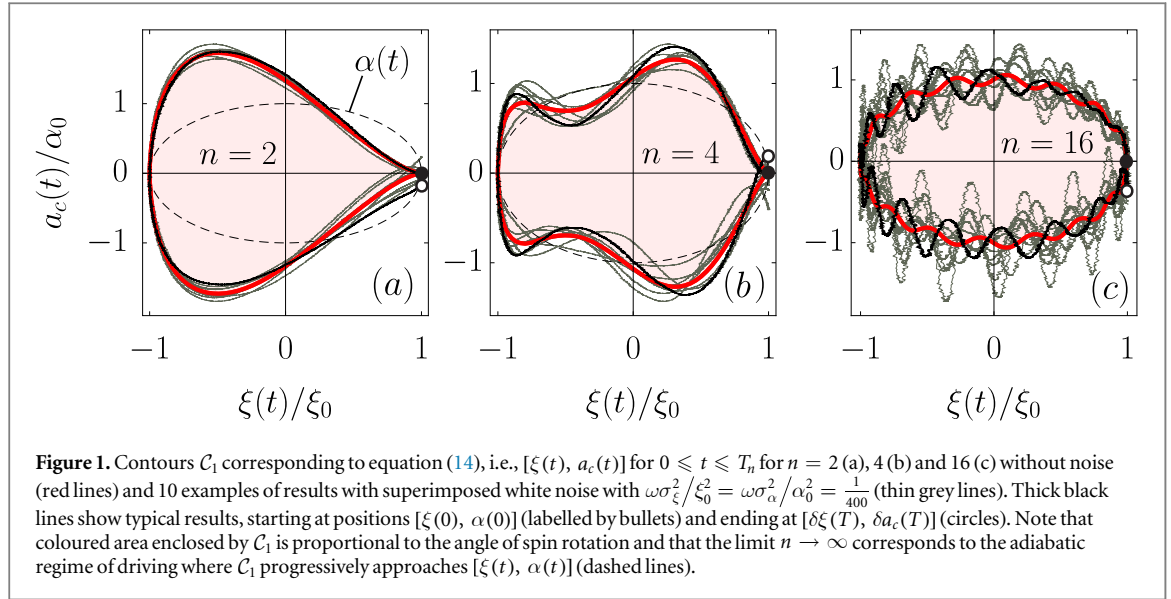 a_c(t)/α_0
1
0
−1
α(t)
n = 2
(a)
1
0
−1
n = 4
(b)
1
0
−1
n = 16
(c)
−1 0 1
−1 0 1
−1 0 1
ξ(t)/ξ_0
ξ(t)/ξ_0
ξ(t)/ξ_0
Figure 1. Contours 𝒞₁ corresponding to equation (14), i.e., [ξ(t), a_c(t)] for 0 ⩽ t ⩽ T_n for n = 2 (a), 4 (b) and 16 (c) without noise
(red lines) and 10 examples of results with superimposed white noise with ωσ_ξ^2/ξ_0^2 = ωσ_α^2/α_0^2 = 1/400 (thin grey lines). Thick black
lines show typical results, starting at positions [ξ(0), α(0)] (labelled by bullets) and ending at [δξ(T), δa_c(T)] (circles). Note that
coloured area enclosed by 𝒞₁ is proportional to the angle of spin rotation and that the limit n → ∞ corresponds to the adiabatic
regime of driving where 𝒞₁ progressively approaches [ξ(t), α(t)] (dashed lines).